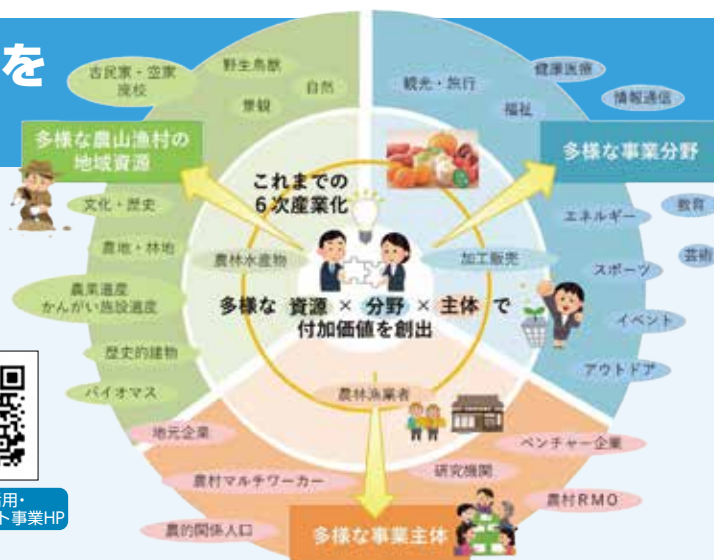 を
古民家・空家
廃校
野生鳥獣
景観
自然
多様な農山漁村の
地域資源
文化・歴史
農地・林地
農業遺産
かんがい施設遺産
歴史的建物
バイオマス
観光・旅行
健康医療
福祉
情報通信
多様な事業分野
エネルギー
教育
スポーツ
芸術
イベント
アウトドア
これまでの
6次産業化
農林水産物
加工販売
多様な 資源 × 分野 × 主体 で
付加価値を創出
農林漁業者
地元企業
農村マルチワーカー
農的関係人口
研究機関
ベンチャー企業
農村RMO
多様な事業主体
用・
ト事業HP